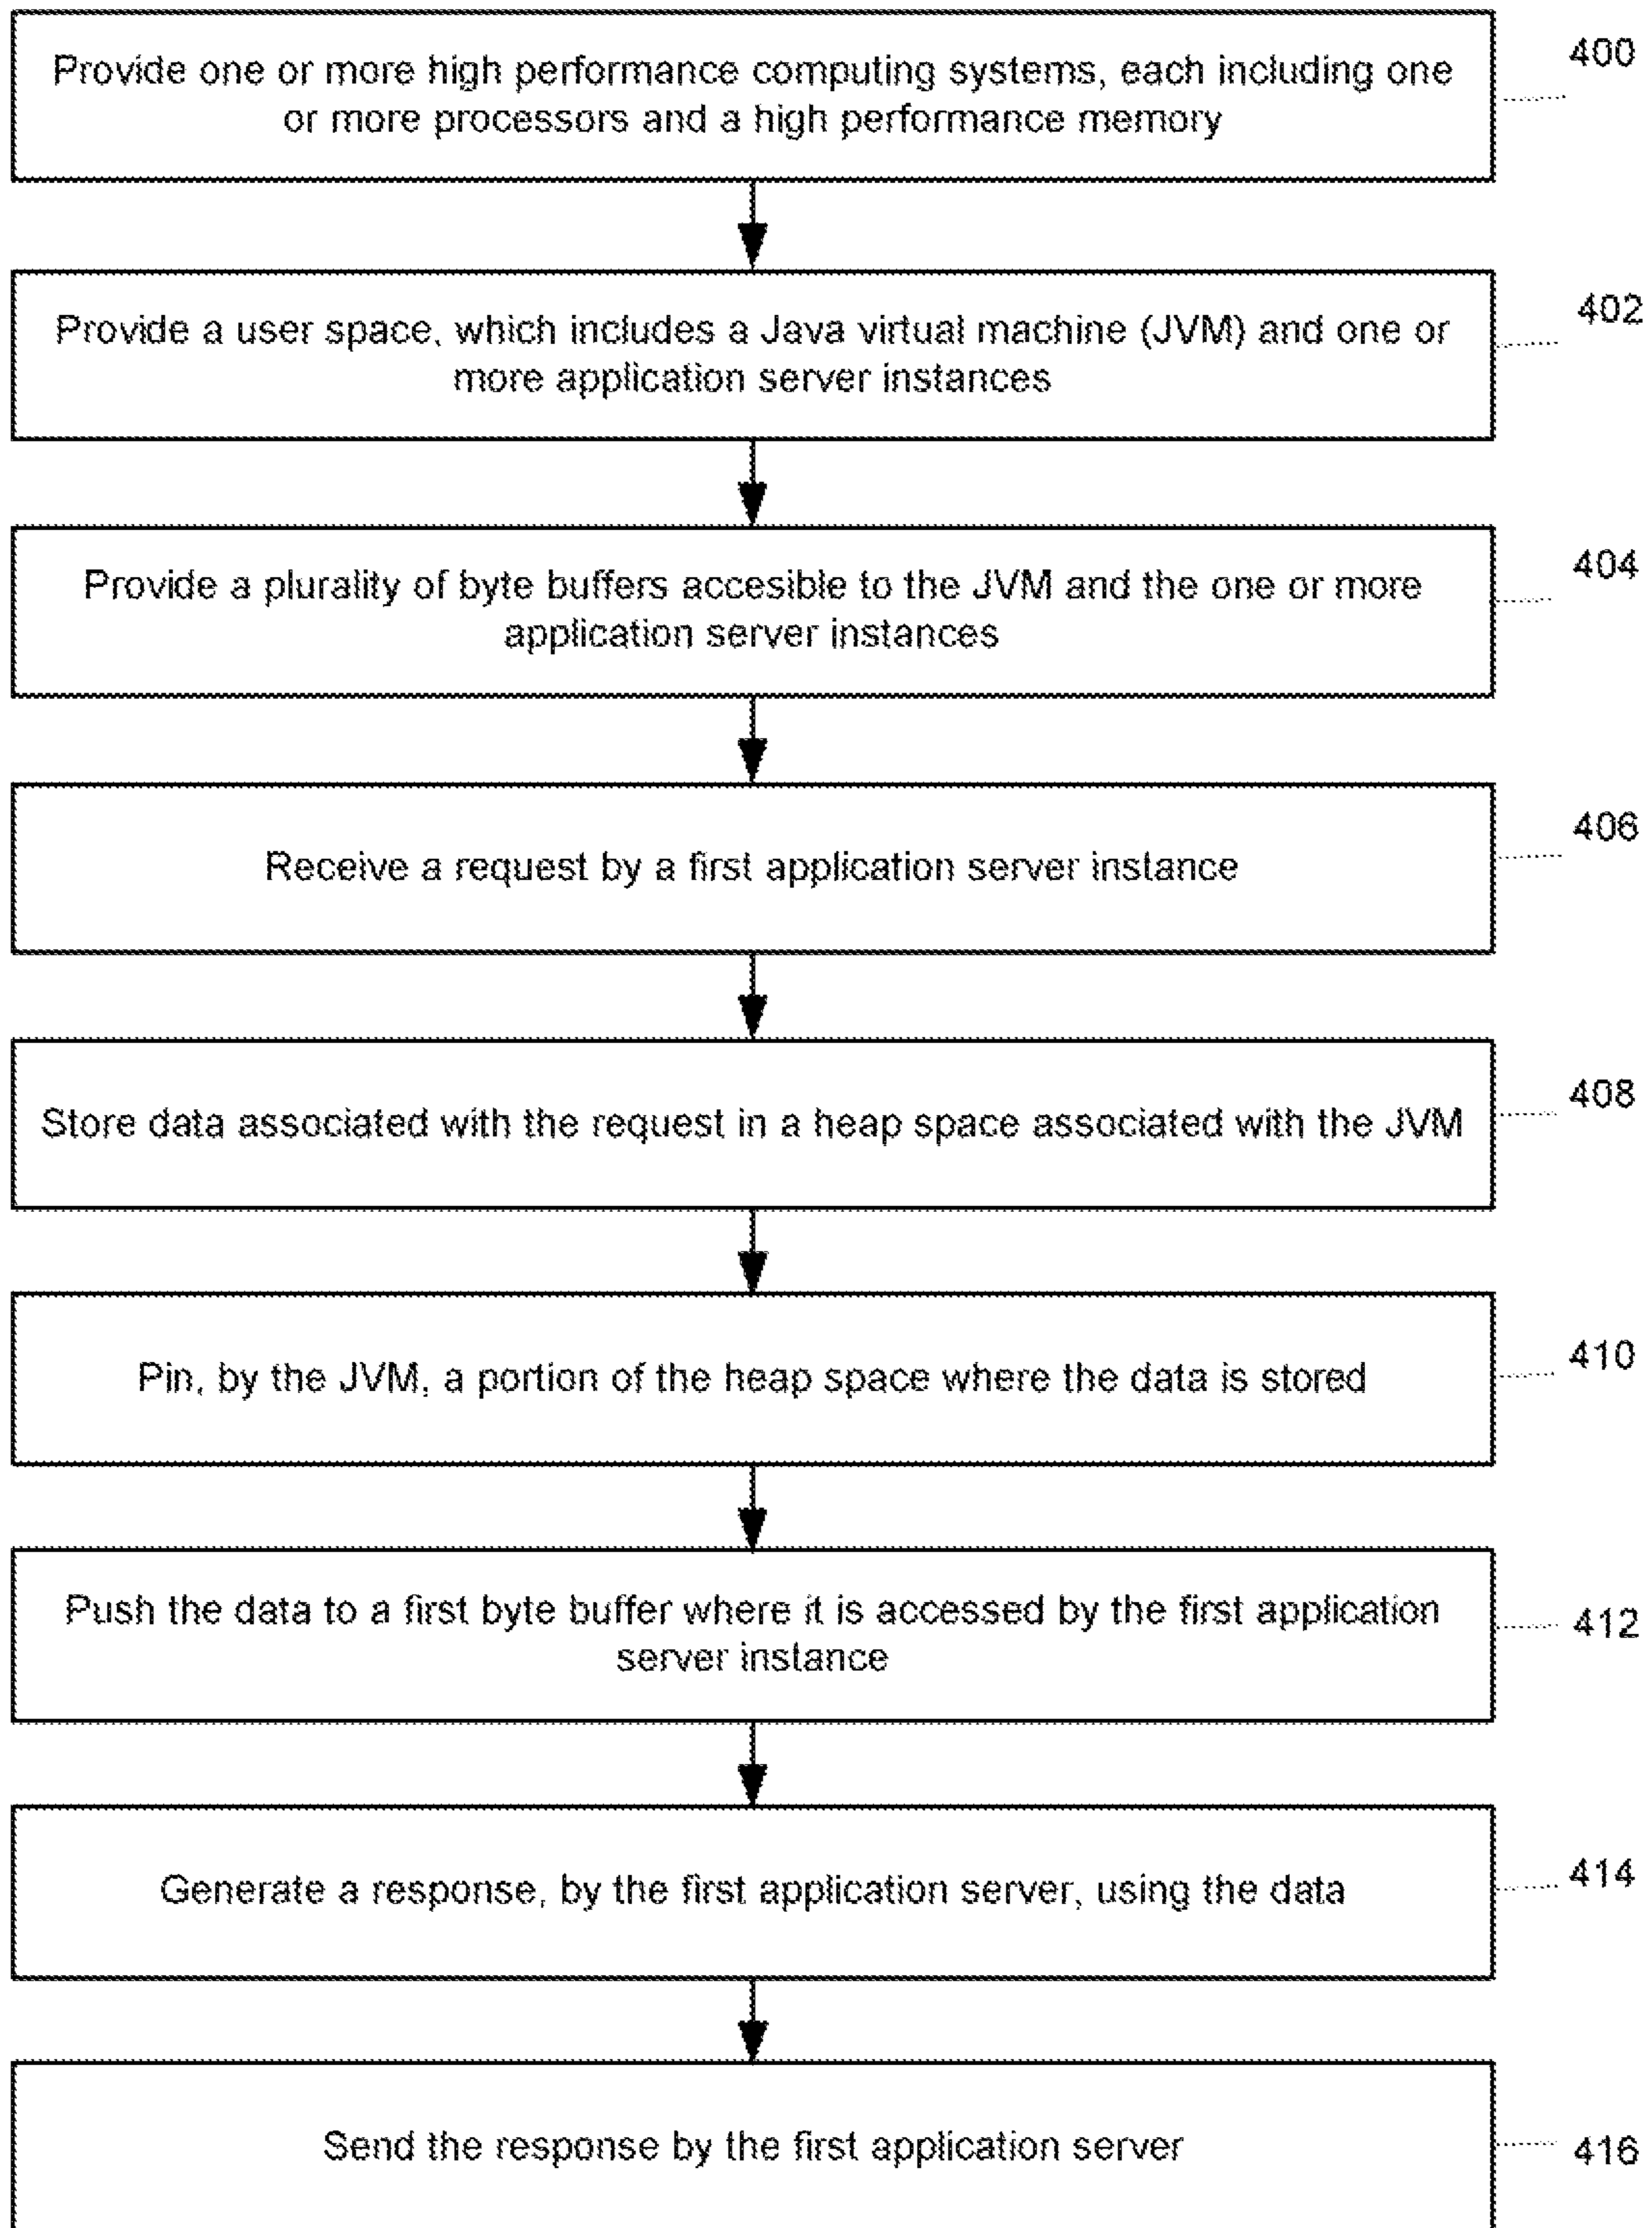 Provide one or more high performance computing systems, each including one
or more processors and a high performance memory
400
Provide a user space, which includes a Java virtual machine (JVM) and one or
more application server instances
402
Provide a plurality of byte buffers accesible to the JVM and the one or more
application server instances
404
Receive a request by a first application server instance
406
Store data associated with the request in a heap space associated with the JVM
408
Pin, by the JVM, a portion of the heap space where the data is stored
410
Push the data to a first byte buffer where it is accessed by the first application
server instance
412
Generate a response, by the first application server, using the data
414
Send the response by the first application server
416